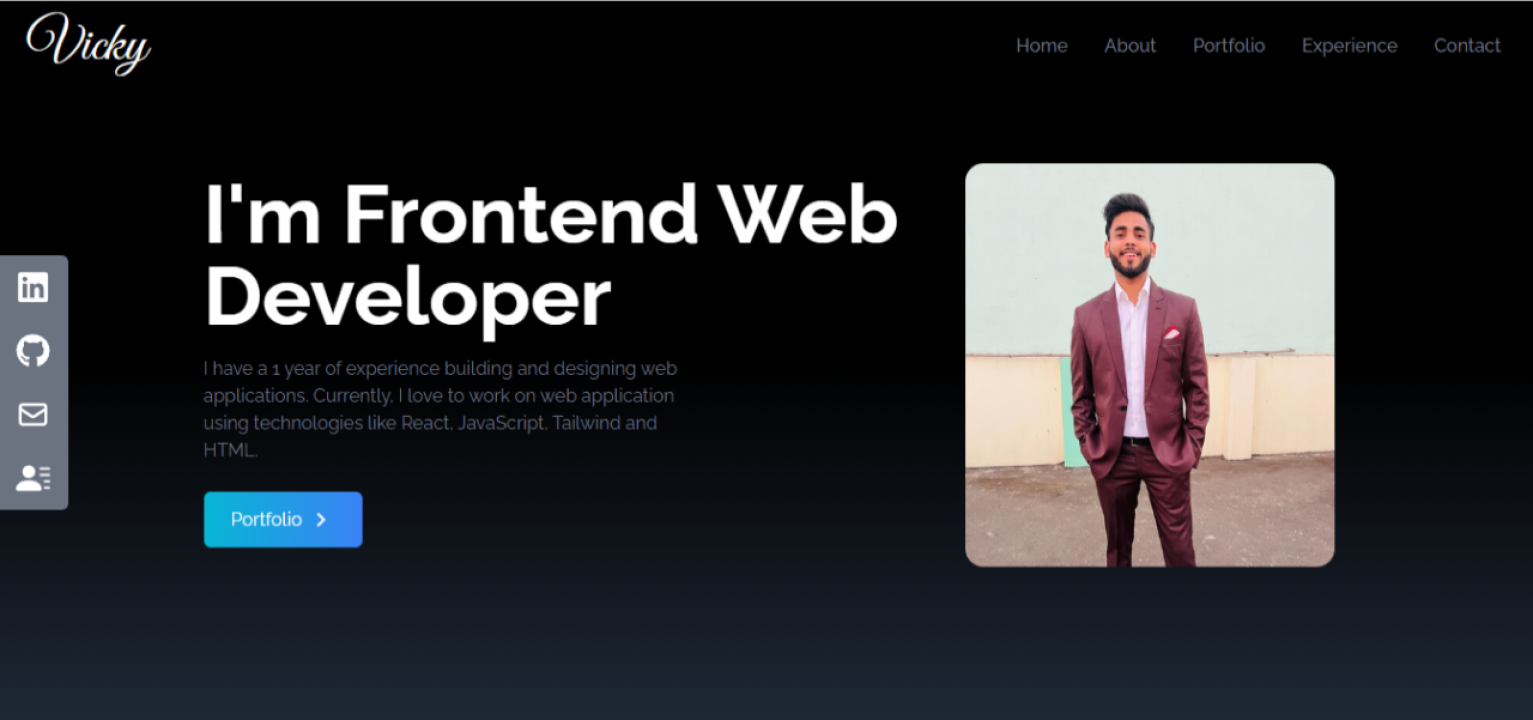 Vicky
Home About Portfolio Experience Contact
I'm Frontend Web
Developer
I have a 1 year of experience building and designing web
applications. Currently, I love to work on web application
using technologies like React, JavaScript, Tailwind and
HTML.
Portfolio
in